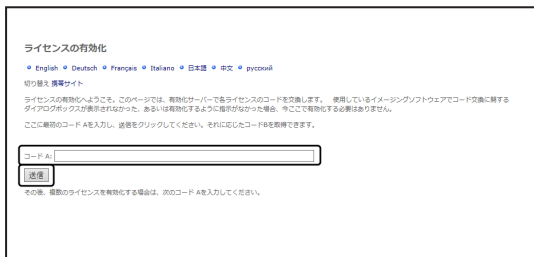 ライセンスの有効化
English Deutsch Français Italiano 日本語 中文 русский
切り替え 携帯サイト
ライセンスの有効化へようこそ。このページでは、有効化サーバーで各ライセンスのコードを交換します。 使用しているイメージングソフトウェアでコード交換に関する
ダイアログボックスが表示されなかった、あるいは有効化するように指示がなかった場合、今ここで有効化する必要はありません。
ここに最初のコード Aを入力し、送信をクリックしてください。それに応じたコードBを取得できます。
コード A:
送信
その後、複数のライセンスを有効化する場合は、次のコード Aを入力してください。